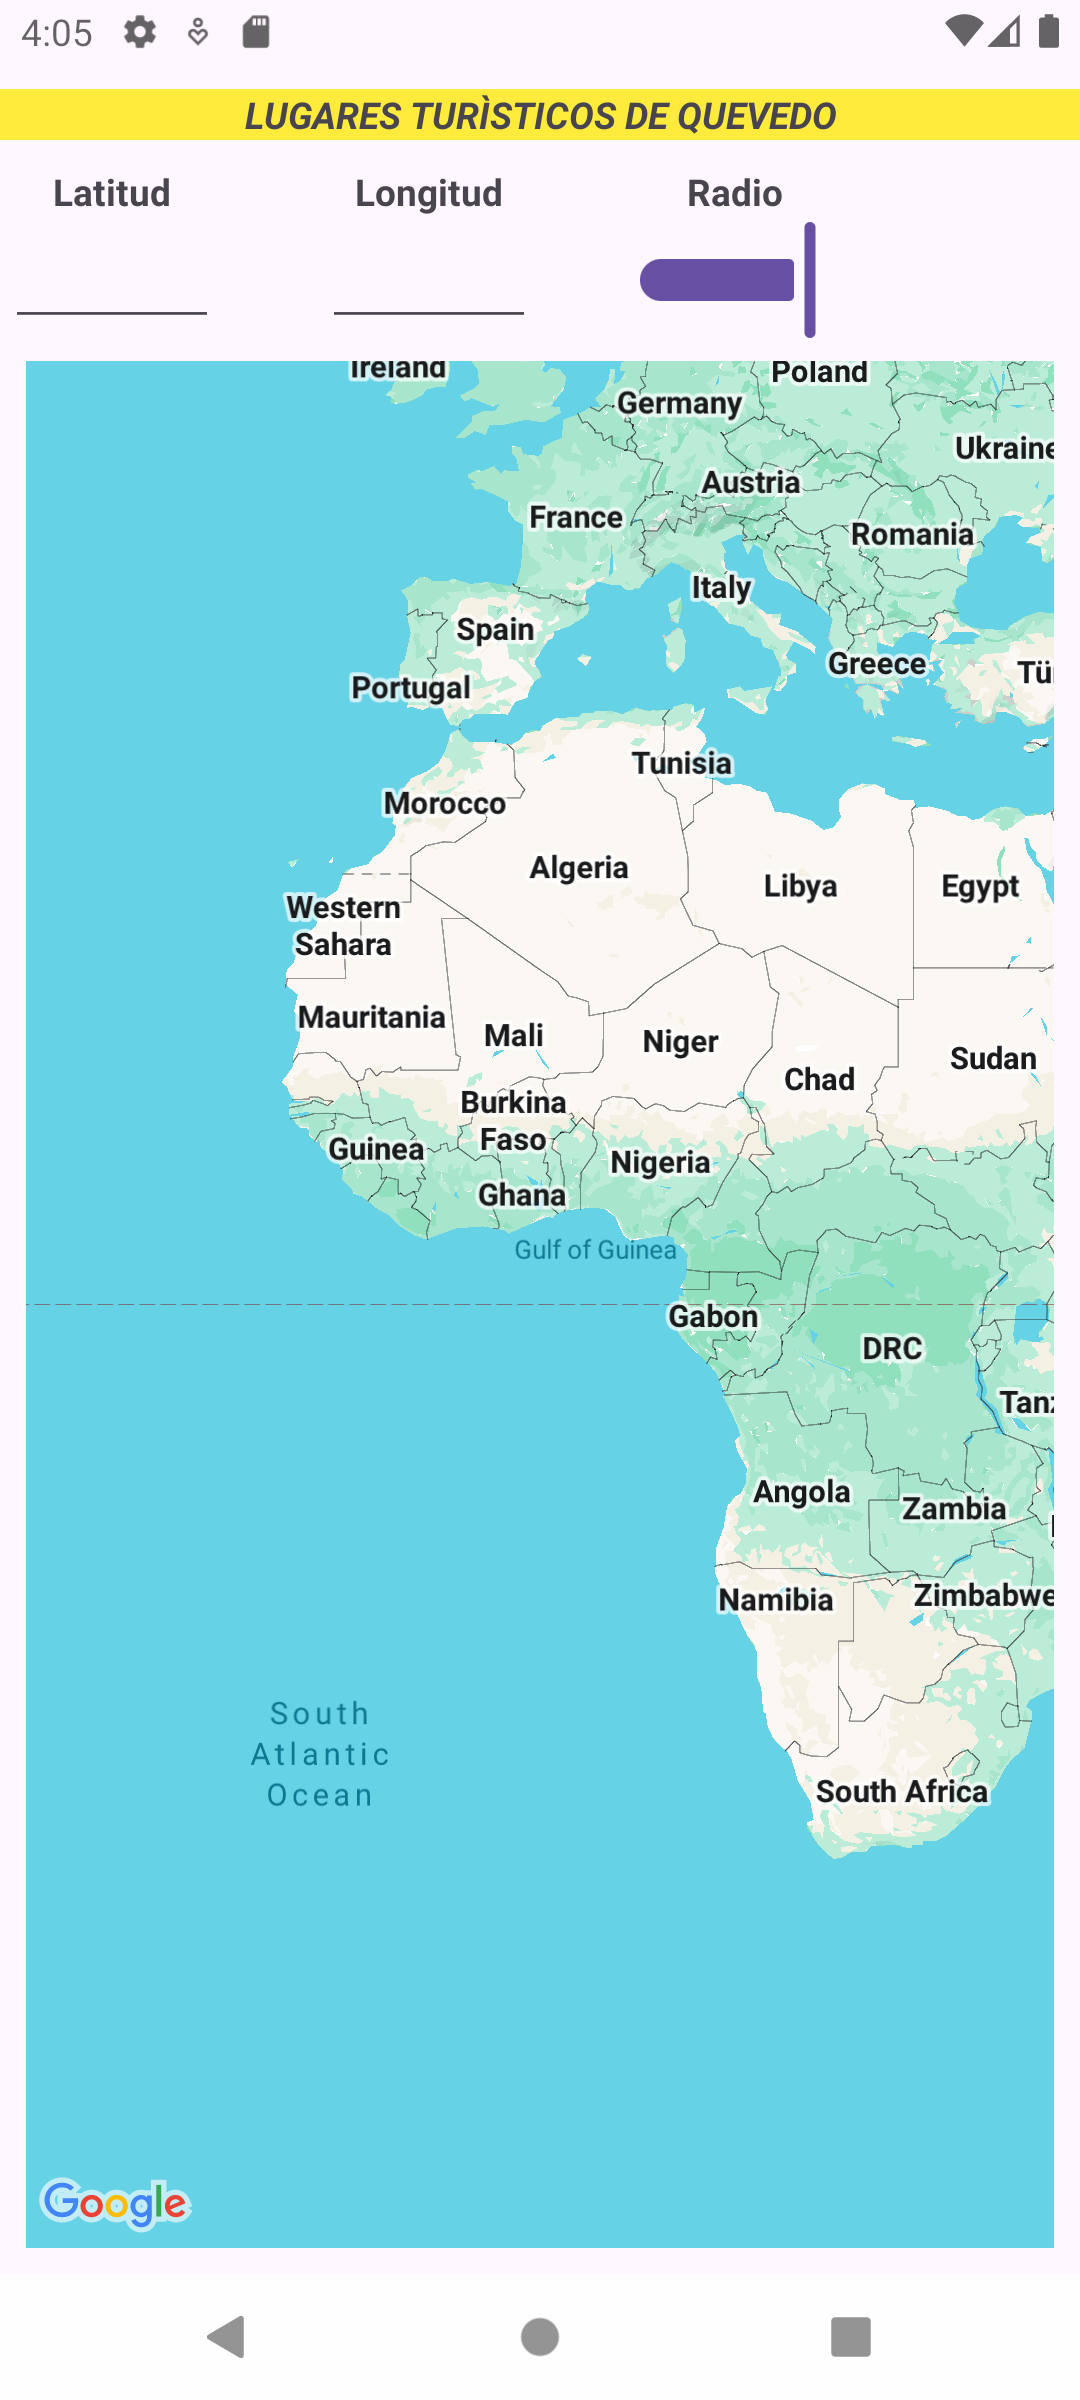 4:05
LUGARES TURÌSTICOS DE QUEVEDO
Latitud
Longitud
Radio
Ireland
Poland
Germany
Ukraine
Austria
France
Romania
Italy
Spain
Greece
Tü
Portugal
Tunisia
Morocco
Algeria
Libya
Egypt
Western
Sahara
Mauritania
Mali
Niger
Sudan
Chad
Burkina
Faso
Guinea
Nigeria
Ghana
Gulf of Guinea
Gabon
DRC
Tanz
Angola
Zambia
Namibia
Zimbabwe
South
Atlantic
Ocean
South Africa
Google